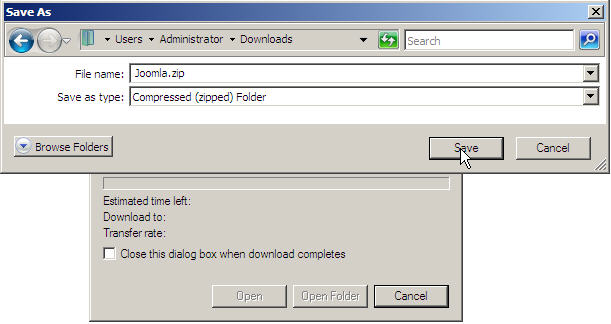 Save As
Users Administrator Downloads Search
File name: Joomla.zip
Save as type: Compressed (zipped) Folder
Browse Folders Save Cancel
Estimated time left:
Download to:
Transfer rate:
Close this dialog box when download completes
Open Open Folder Cancel